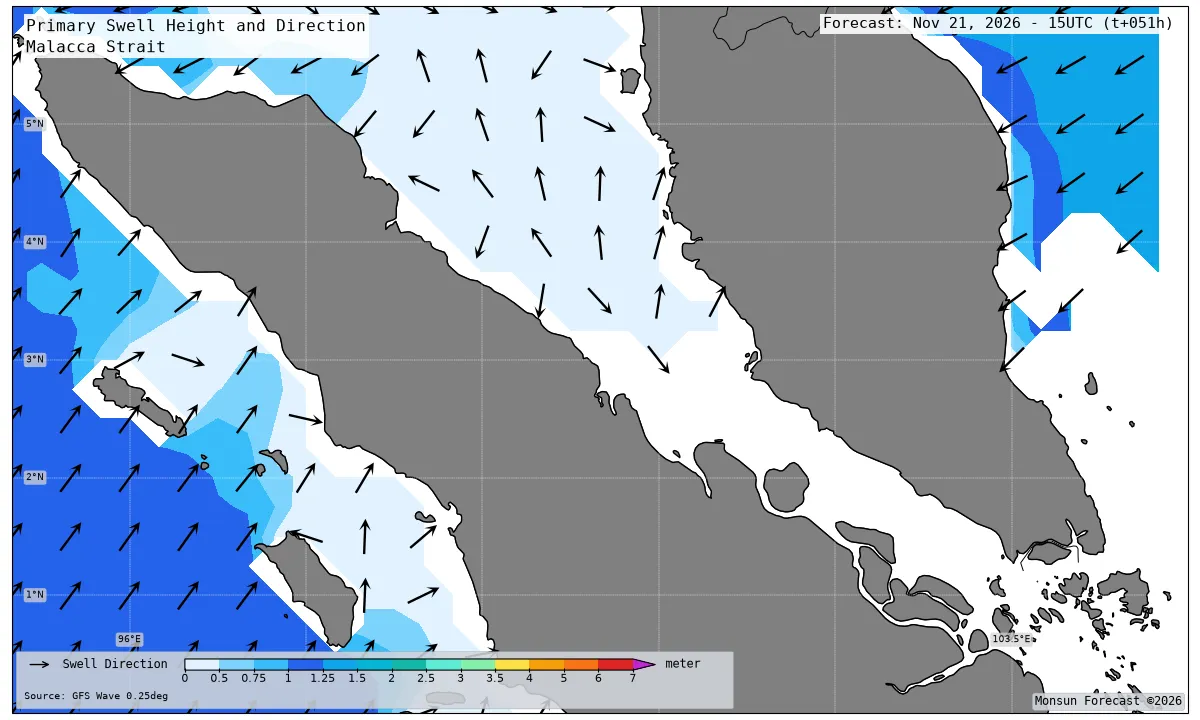 Primary Swell Height and Direction
Malacca Strait
Forecast: Nov 21, 2026 - 15UTC (t+051h)
5°N
4°N
3°N
2°N
1°N
96°E
103.5°E
Swell Direction
0 0.5 0.75 1 1.25 1.5 2 2.5 3 3.5 4 5 6 7
meter
Source: GFS Wave 0.25deg
Monsun Forecast ©2026